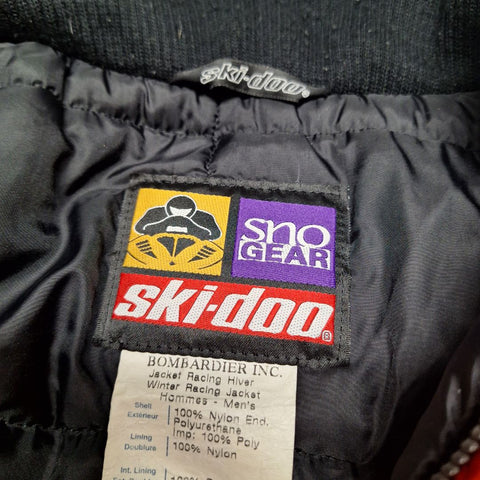 ski-doo
sno
GEAR
ski-doo®
BOMBARDIER INC.
Jacket Racing Hiver
Winter Racing Jacket
Hommes - Men's
Shell
Extérieur
100% Nylon End.
Polyurethane
Imp: 100% Poly
Lining
Doublure
100% Nylon
Int. Lining